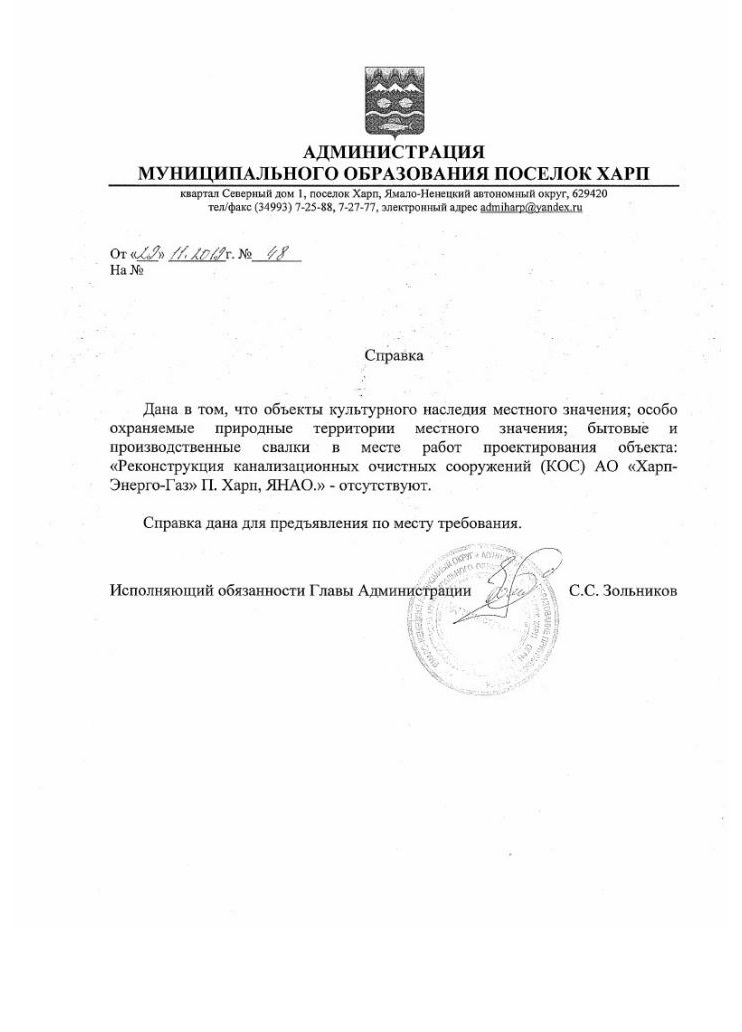 АДМИНИСТРАЦИЯ
МУНИЦИПАЛЬНОГО ОБРАЗОВАНИЯ ПОСЕЛОК ХАРП
квартал Северный дом 1, поселок Харп, Ямало-Ненецкий автономный округ, 629420
тел/факс (34993) 7-25-88, 7-27-77, электронный адрес admiharp@yandex.ru
От «29» 11.2019г. № 48
На №
Справка
Дана в том, что объекты культурного наследия местного значения; особо
охраняемые природные территории местного значения; бытовые и
производственные свалки в месте работ проектирования объекта:
«Реконструкция канализационных очистных сооружений (КОС) АО «Харп-
Энерго-Газ» П. Харп, ЯНАО.» - отсутствуют.
Справка дана для предъявления по месту требования.
Исполняющий обязанности Главы Администрации С.С. Зольников